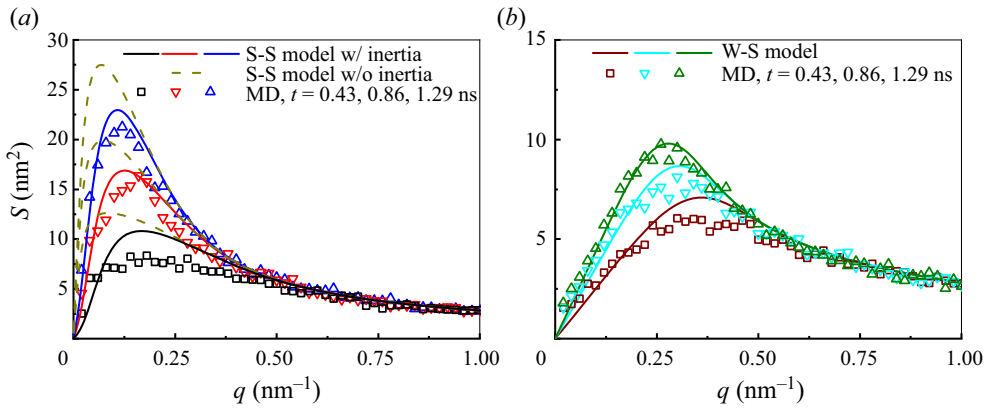 (a)
30
25
20
15
10
5
0
0.25
0.50
0.75
1.00
S (nm²)
q (nm⁻¹)
S-S model w/ inertia
S-S model w/o inertia
MD, t = 0.43, 0.86, 1.29 ns
(b)
15
10
5
0
0.25
0.50
0.75
1.00
q (nm⁻¹)
W-S model
MD, t = 0.43, 0.86, 1.29 ns